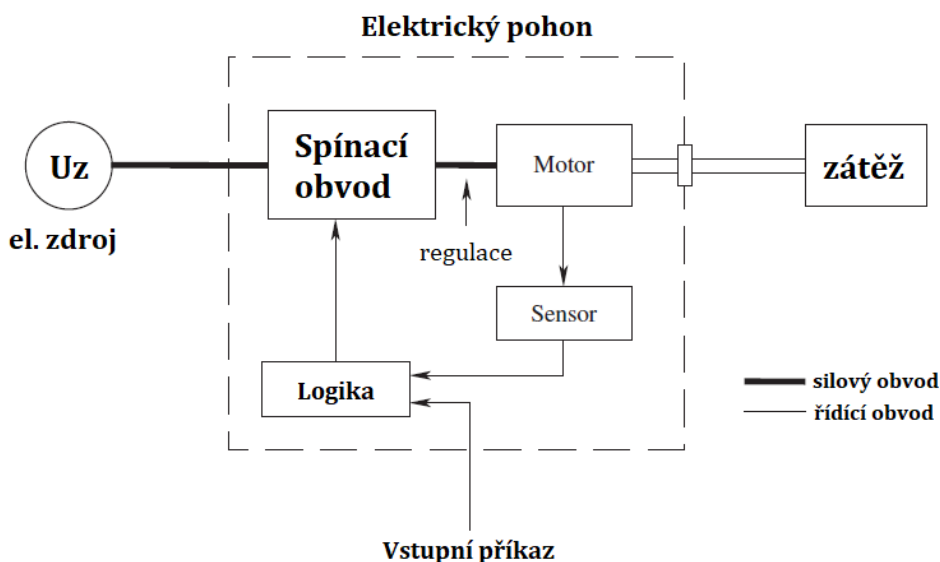 Elektrický pohon
Uz
el. zdroj
Spínací
obvod
Motor
zátěž
regulace
Sensor
Logika
silový obvod
řídící obvod
Vstupní příkaz